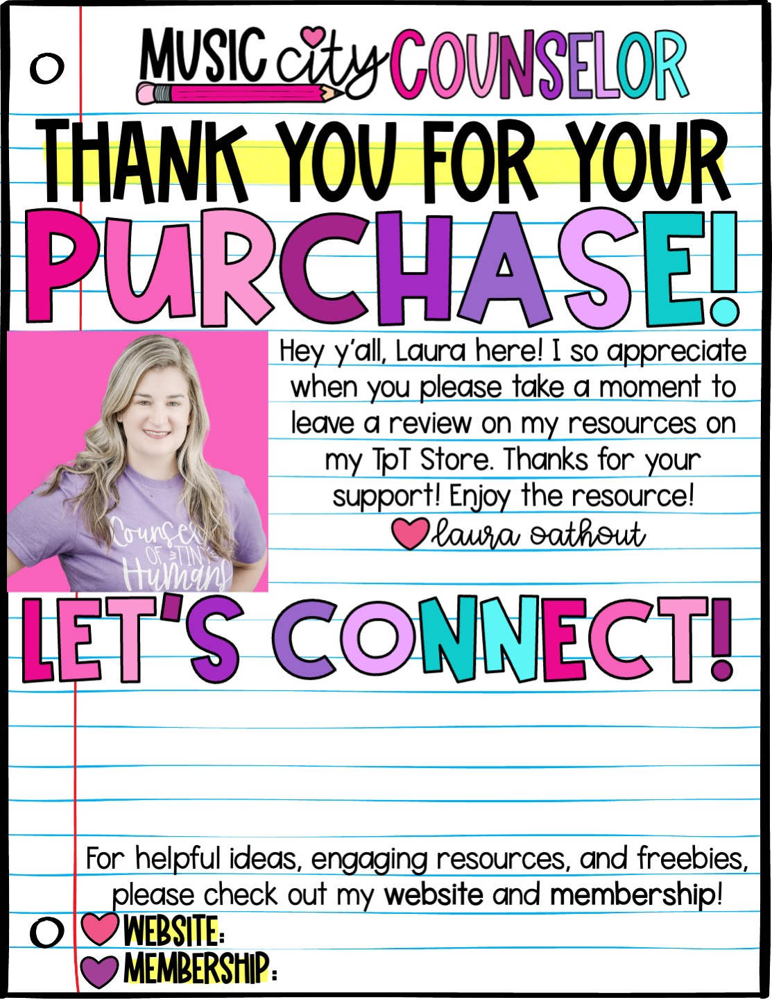 MUSIC city COUNSELOR
THANK YOU FOR YOUR
PURCHASE!
Hey y'all, Laura here! I so appreciate
when you please take a moment to
leave a review on my resources on
my TpT Store. Thanks for your
support! Enjoy the resource!
laura oathout
OF TINY
Humans
LET'S CONNECT!
For helpful ideas, engaging resources, and freebies,
please check out my website and membership!
WEBSITE:
MEMBERSHIP: